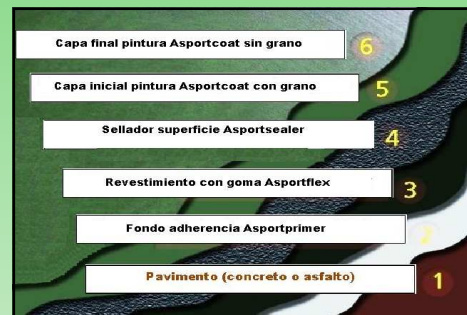 Capa final pintura Asportcoat sin grano 6
Capa inicial pintura Asportcoat con grano 5
Sellador superficie Asportsealer 4
Revestimiento con goma Asportflex 3
Fondo adherencia Asportprimer 2
Pavimento (concreto o asfalto) 1